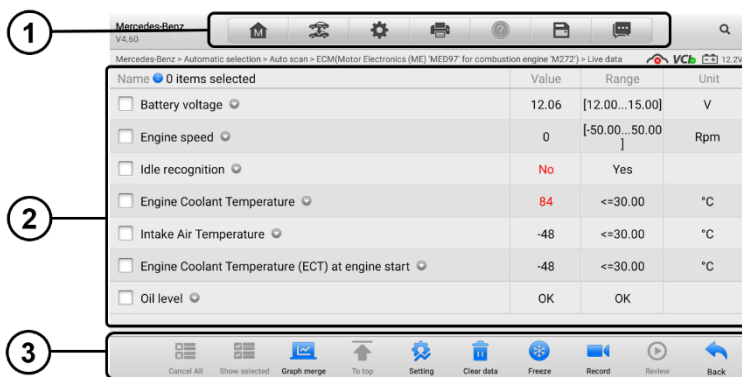 1
Mercedes-Benz
V4.60
M
?
Mercedes-Benz > Automatic selection > Auto scan > ECM(Motor Electronics (ME) 'MED97' for combustion engine 'M272') > Live data VCI 12.2V
Name 0 items selected Value Range Unit
Battery voltage 12.06 [12.00...15.00] V
Engine speed 0 [-50.00...50.00
] Rpm
Idle recognition No Yes
2
Engine Coolant Temperature 84 <=30.00 °C
Intake Air Temperature -48 <=30.00 °C
Engine Coolant Temperature (ECT) at engine start -48 <=30.00 °C
Oil level OK OK
3
Cancel All Show selected Graph merge To top Setting Clear data Freeze Record Review Back